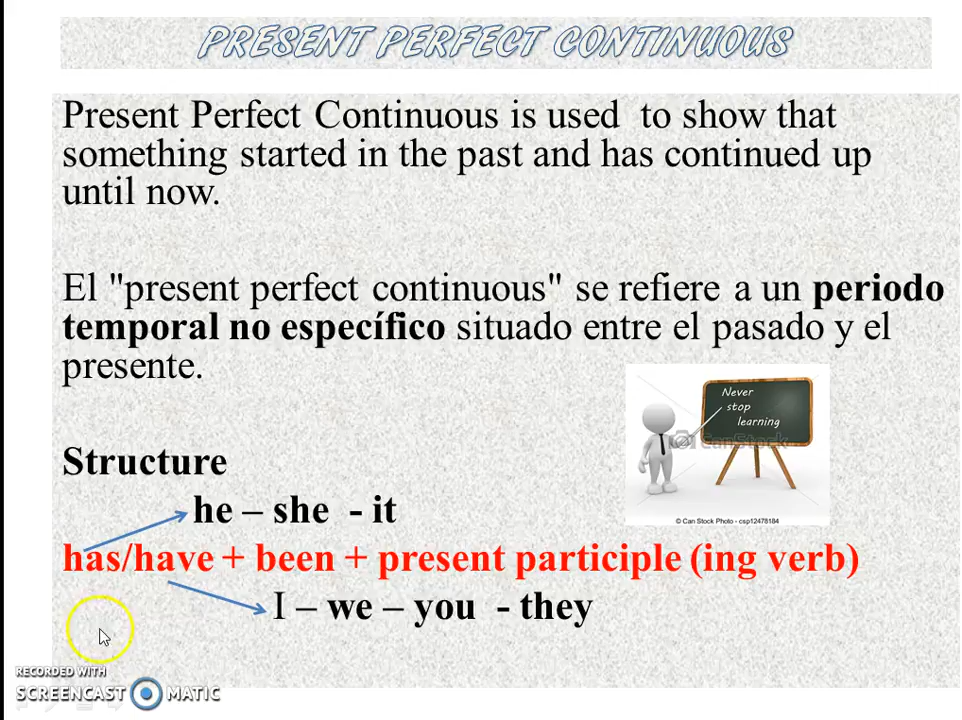 PRESENT PERFECT CONTINUOUS
Present Perfect Continuous is used to show that
something started in the past and has continued up
until now.
El "present perfect continuous" se refiere a un periodo
temporal no específico situado entre el pasado y el
presente.
Never
stop
learning
CanStock
© Can Stock Photo - csp12478184
Structure
he – she - it
has/have + been + present participle (ing verb)
I – we – you - they
RECORDED WITH
SCREENCAST MATIC